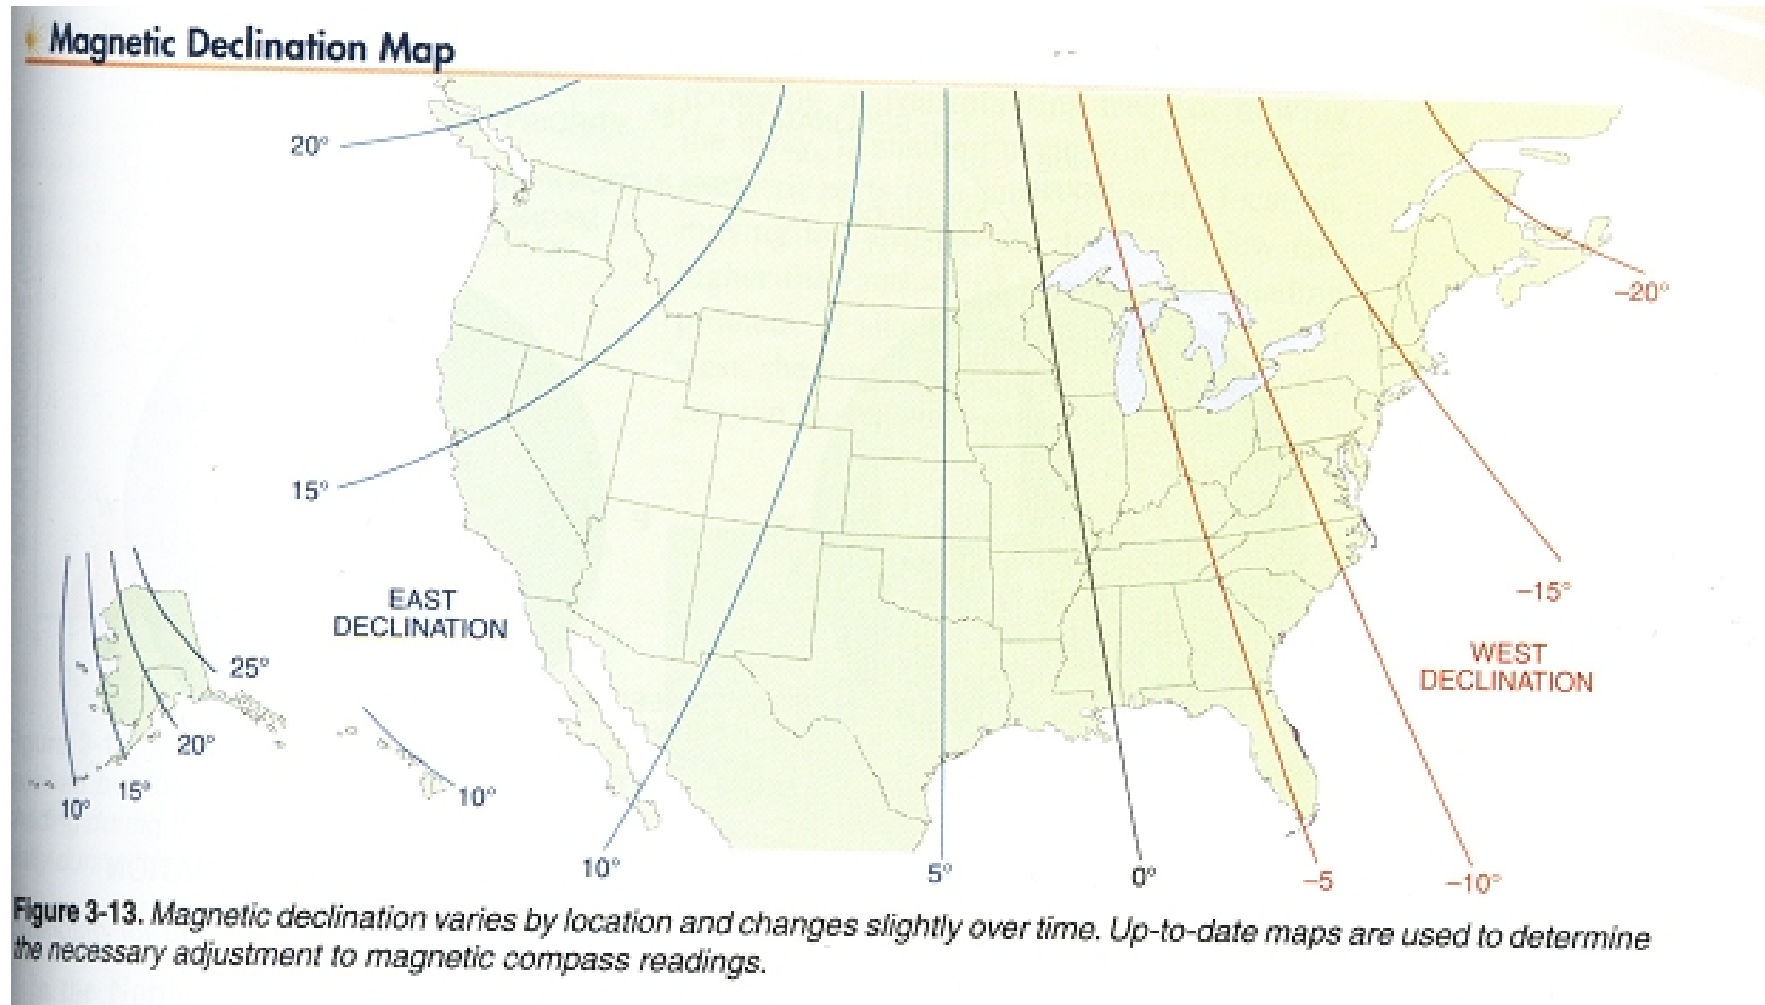 Magnetic Declination Map
20°
15°
EAST
DECLINATION
25°
20°
15°
10°
10°
10°
5°
0°
–5
–10°
–15°
–20°
WEST
DECLINATION
Figure 3-13. Magnetic declination varies by location and changes slightly over time. Up-to-date maps are used to determine
the necessary adjustment to magnetic compass readings.